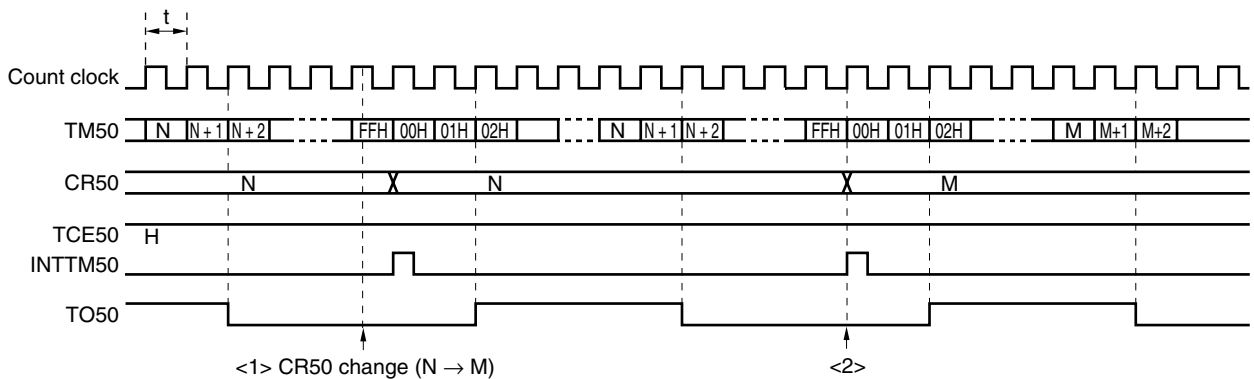 t
Count clock
TM50 N N + 1 N + 2 FFH 00H 01H 02H N N + 1 N + 2 FFH 00H 01H 02H M M+1 M+2
CR50 N N M
TCE50
H
INTTM50
TO50
<1> CR50 change (N → M) <2>